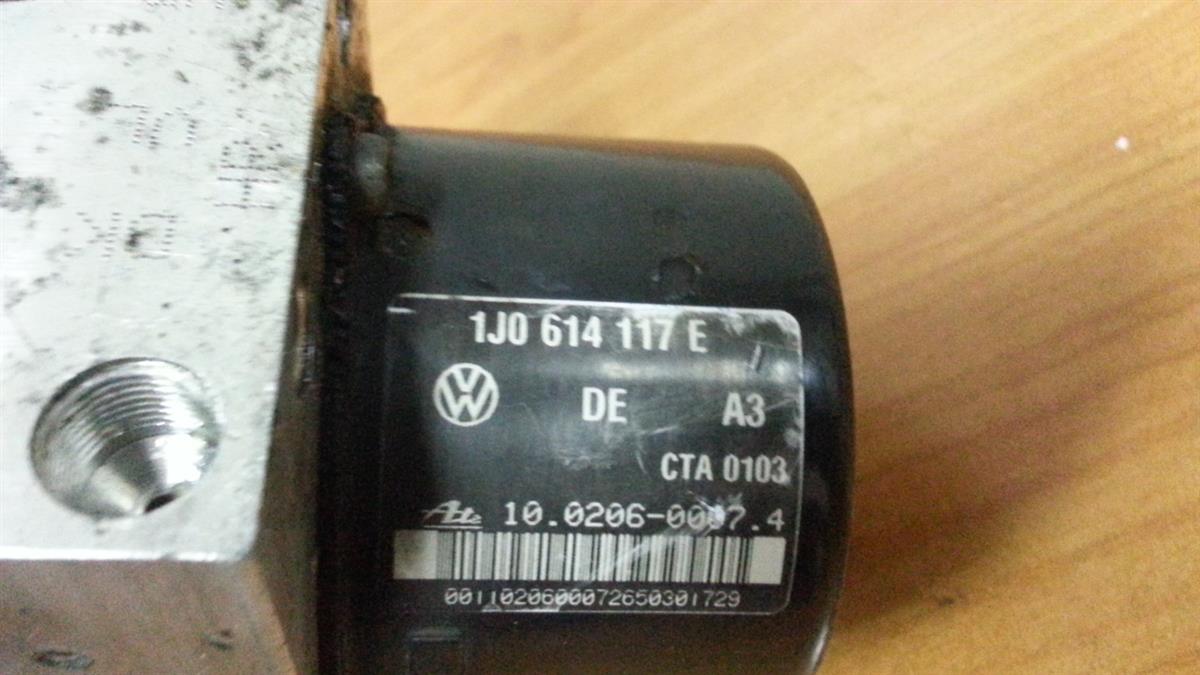 1J0 614 117 E
DE A3
CTA 0103
Ate 10.0206-0007.4
0011020600072650301729